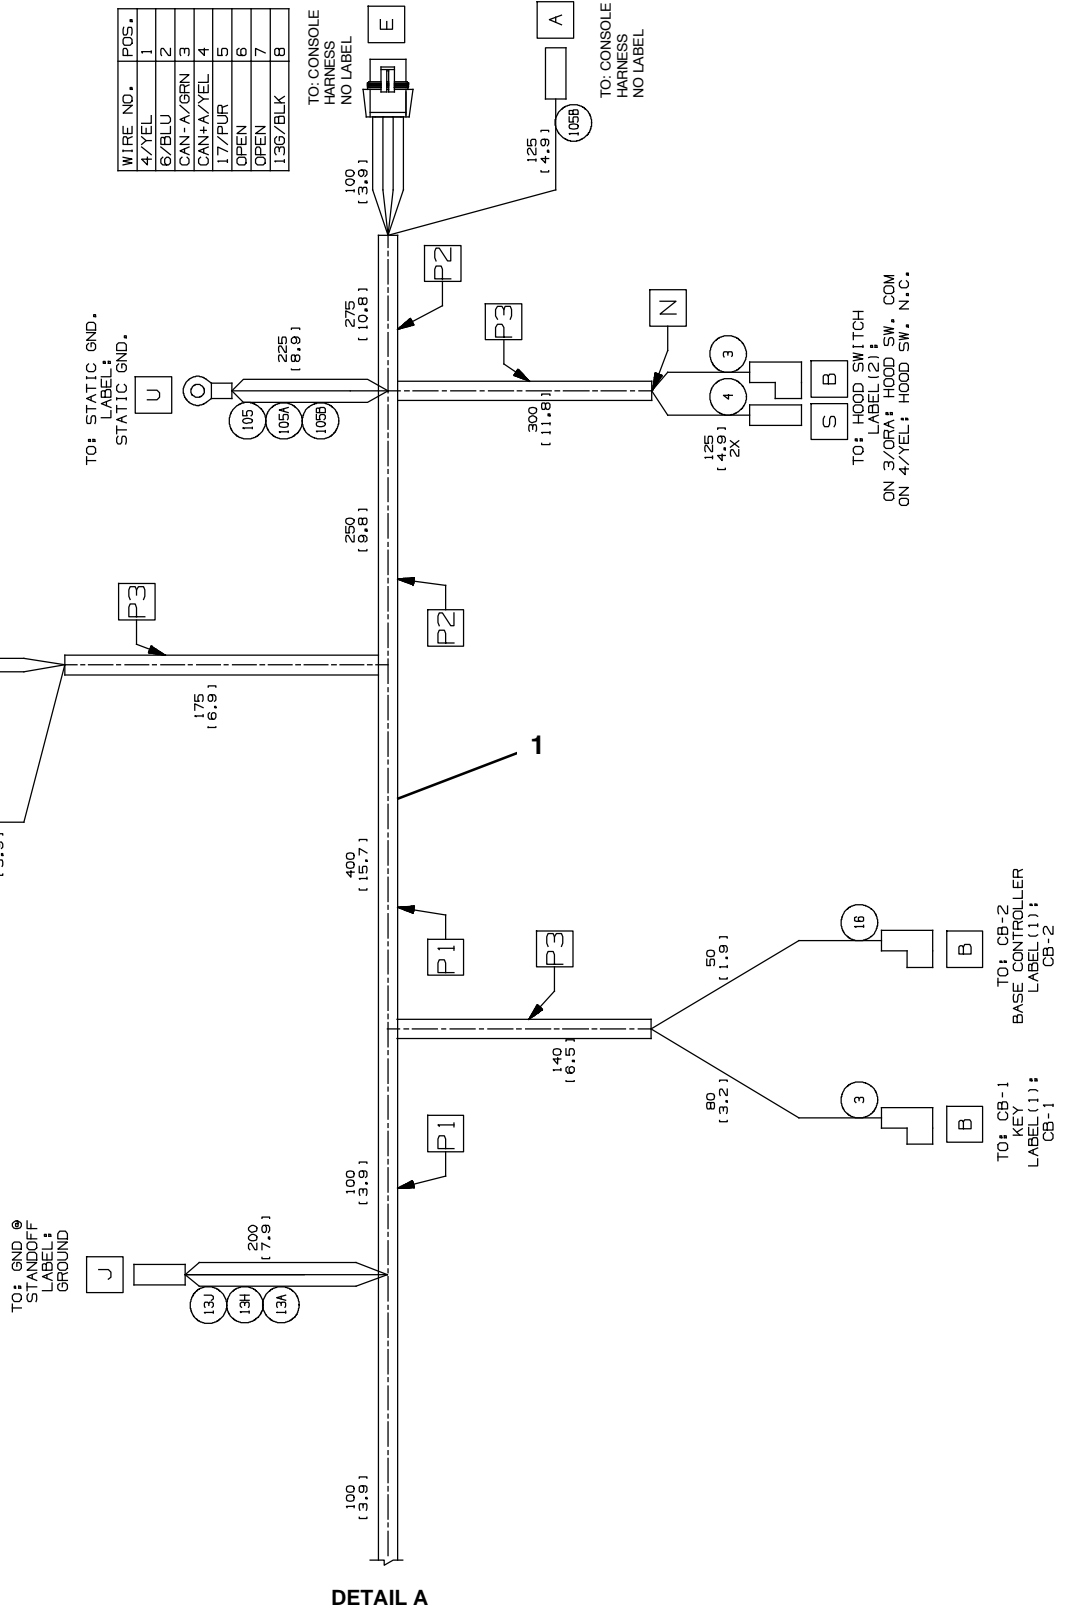 WIRE NO. POS.
4/YEL 1
6/BLU 2
CAN-A/GRN 3
CAN+A/YEL 4
17/PUR 5
OPEN 6
OPEN 7
13G/BLK 8
TO: CONSOLE
HARNESS
NO LABEL
E
A
TO: CONSOLE
HARNESS
NO LABEL
105B
125
[4.9]
100
[3.9]
P2
275
[10.8]
TO: STATIC GND.
LABEL:
STATIC GND.
U
225
[8.9]
105
105A
105B
P3
300
[11.8]
N
3
4
125
[4.9]
2X
B
S
TO: HOOD SWITCH
LABEL(2):
ON 3/ORA: HOOD SW. COM
ON 4/YEL: HOOD SW. N.C.
250
[9.8]
P2
P3
175
[6.9]
1
400
[15.7]
P1
P3
140
[6.5]
50
[1.9]
16
B
TO: CB-2
BASE CONTROLLER
LABEL(1):
CB-2
80
[3.2]
3
B
TO: CB-1
KEY
LABEL(1):
CB-1
P1
100
[3.9]
TO: GND @
STANDOFF
LABEL:
GROUND
J
200
[7.9]
13J
13H
13A
100
[3.9]
DETAIL A